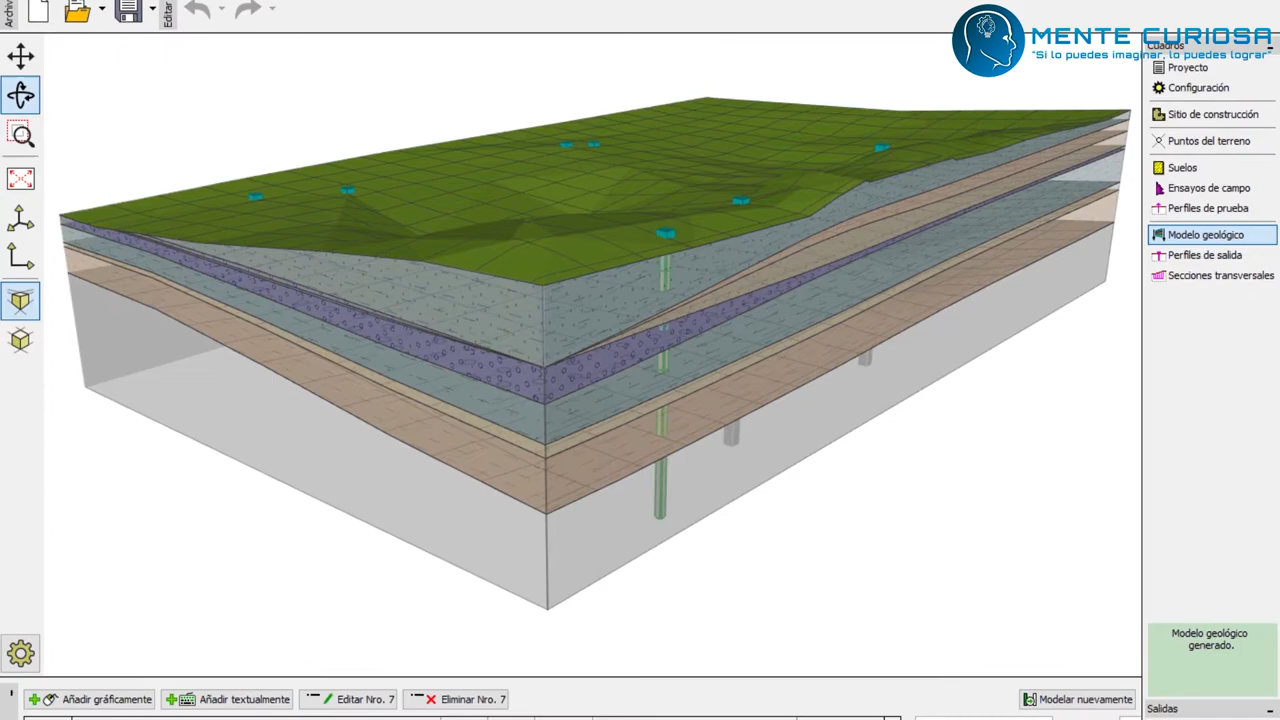 Archivo
Editar
MENTE CURIOSA
"Si lo puedes imaginar, lo puedes lograr"
Cuadros
Proyecto
Configuración
Sitio de construcción
Puntos del terreno
Suelos
Ensayos de campo
Perfiles de prueba
Modelo geológico
Perfiles de salida
Secciones transversales
Modelo geológico
generado.
Añadir gráficamente
Añadir textualmente
Editar Nro. 7
Eliminar Nro. 7
Modelar nuevamente
Salidas